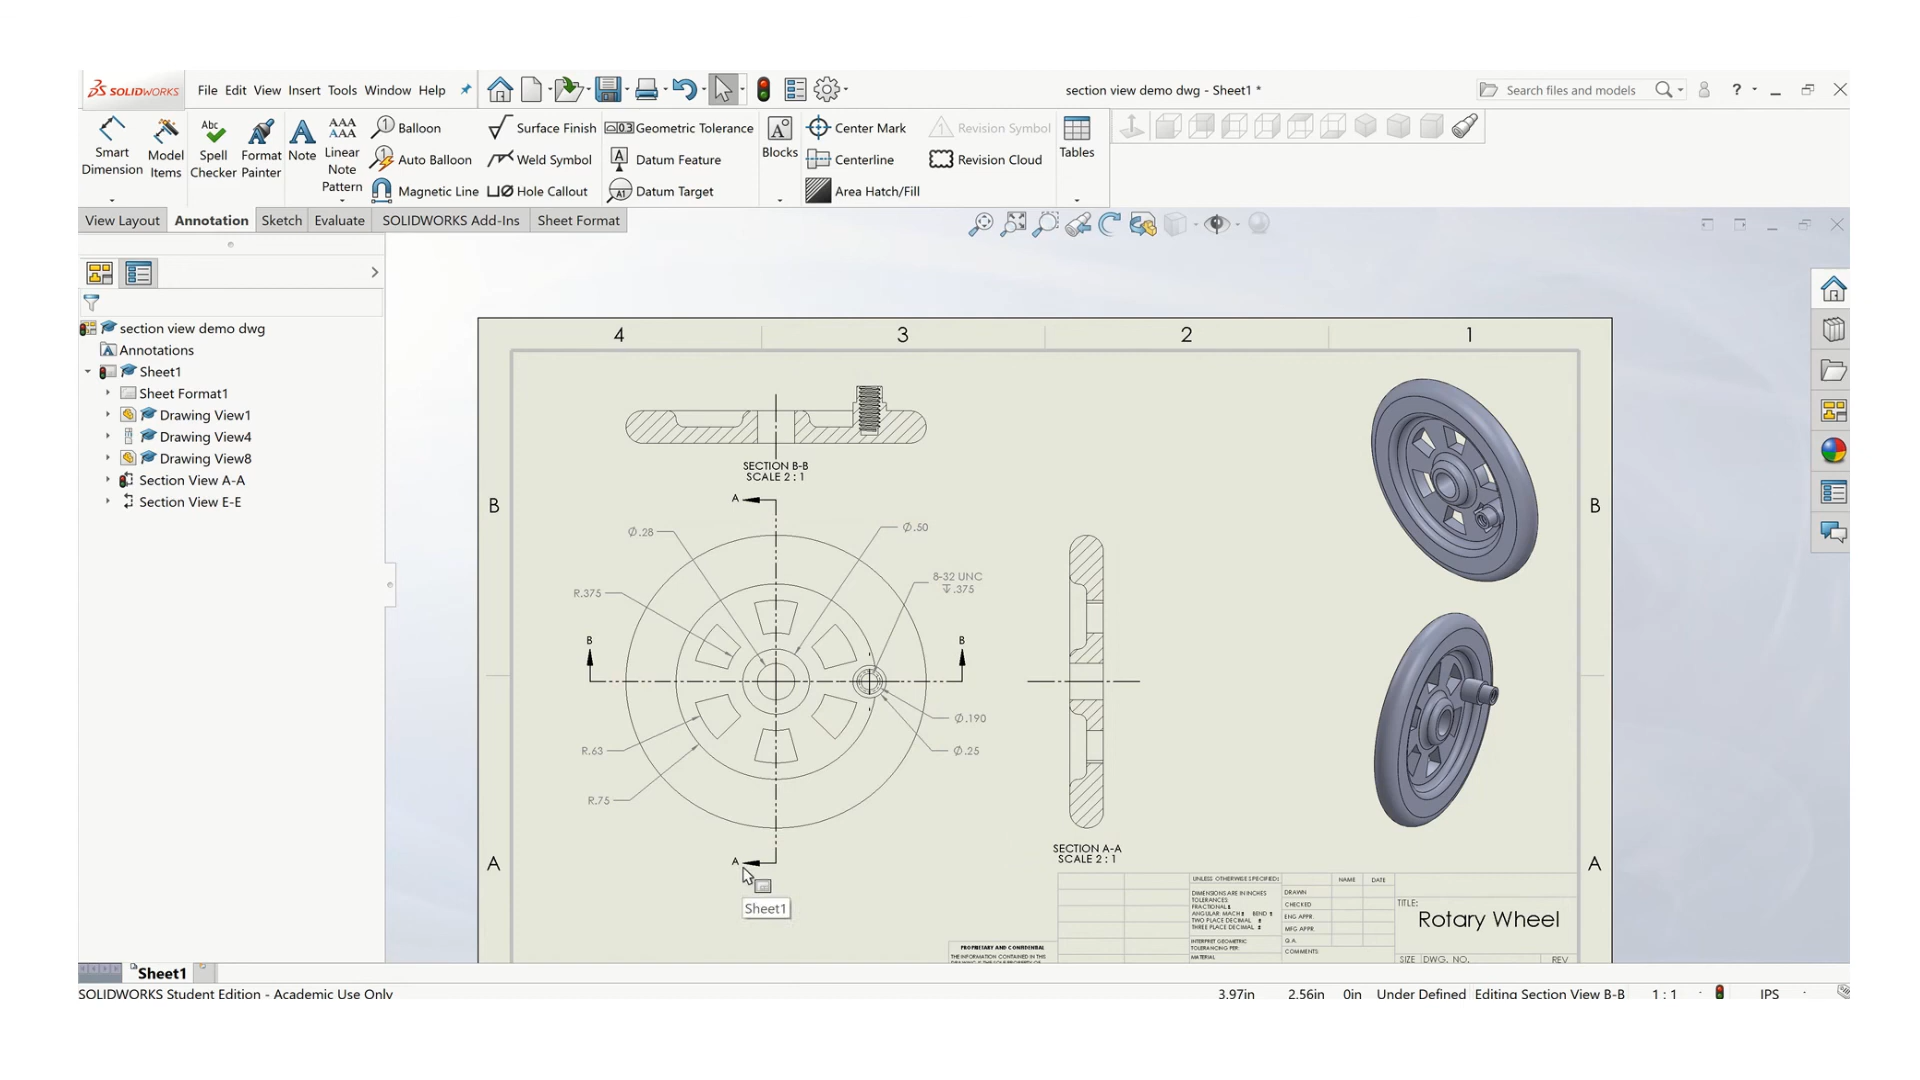 SOLIDWORKS File Edit View Insert Tools Window Help section view demo dwg - Sheet1 * Search files and models ?
Smart Dimension
Model Items
Abc
Spell Checker
Format Painter
Note
AAA
AAA
Linear Note Pattern
Balloon
Auto Balloon
Magnetic Line
Surface Finish
Weld Symbol
Hole Callout
Geometric Tolerance
Datum Feature
Datum Target
Blocks
Center Mark
Centerline
Area Hatch/Fill
Revision Symbol
Revision Cloud
Tables
View Layout Annotation Sketch Evaluate SOLIDWORKS Add-Ins Sheet Format
section view demo dwg
Annotations
Sheet1
Sheet Format1
Drawing View1
Drawing View4
Drawing View8
Section View A-A
Section View E-E
4 3 2 1
B B
A A
SECTION B-B
SCALE 2 : 1
A
Ø.28
Ø.50
8-32 UNC
↧.375
R.375
B B
Ø.190
R.63
Ø.25
R.75
A
Sheet1
SECTION A-A
SCALE 2 : 1
UNLESS OTHERWISE SPECIFIED:
DIMENSIONS ARE IN INCHES
TOLERANCES:
FRACTIONAL ±
ANGULAR: MACH ± BEND ±
TWO PLACE DECIMAL ±
THREE PLACE DECIMAL ±
INTERPRET GEOMETRIC
TOLERANCING PER:
MATERIAL
NAME DATE
DRAWN
CHECKED
ENG APPR.
MFG APPR.
Q.A.
COMMENTS:
TITLE:
Rotary Wheel
SIZE DWG. NO. REV
PROPRIETARY AND CONFIDENTIAL
THE INFORMATION CONTAINED IN THIS
Sheet1
SOLIDWORKS Student Edition - Academic Use Only 3.97in 2.56in 0in Under Defined Editing Section View B-B 1 : 1 IPS